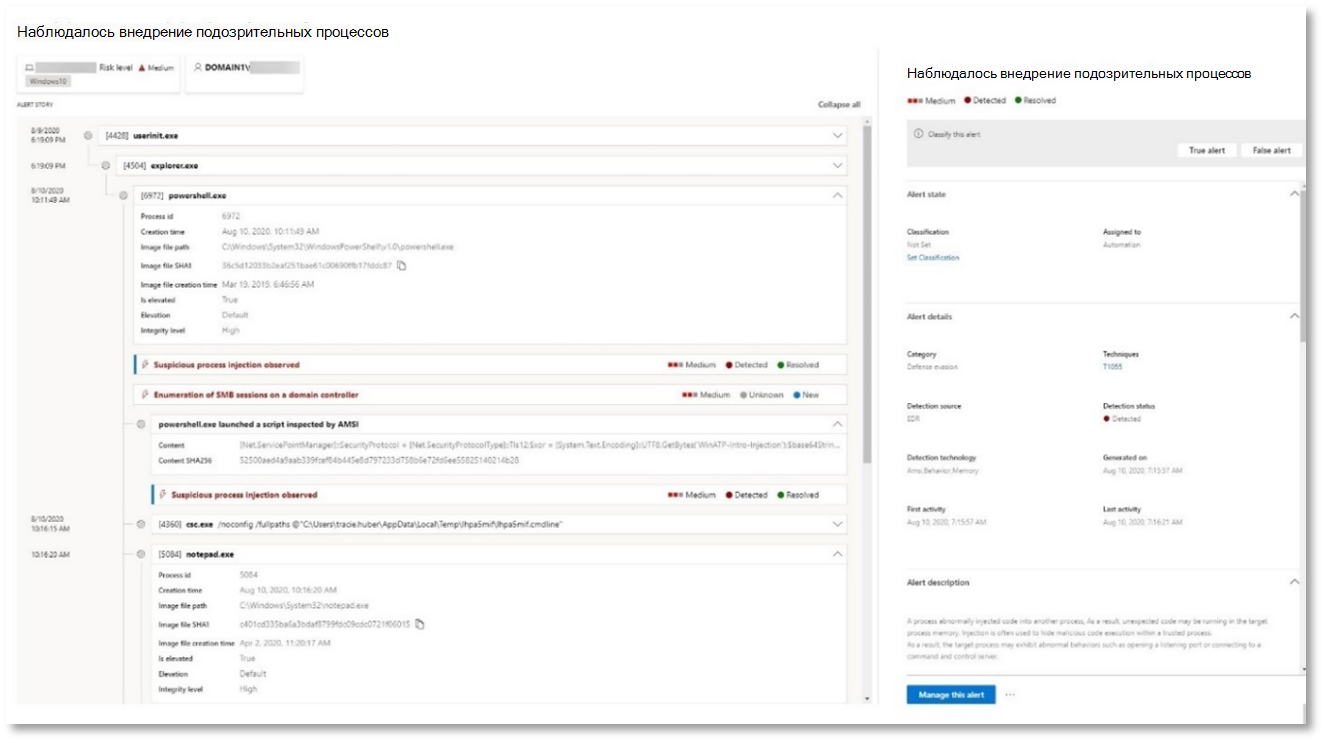 Наблюдалось внедрение подозрительных процессов
Risk level Medium
Windows10
DOMAIN1\
ALERT STORY
Collapse all
8/9/2020
6:19:09 PM
[4428] userinit.exe
6:19:09 PM
[4504] explorer.exe
8/10/2020
10:11:49 AM
[6972] powershell.exe
Process id 6972
Creation time Aug 10, 2020, 10:11:49 AM
Image file path C:\Windows\System32\WindowsPowerShell\v1.0\powershell.exe
Image file SHA1 36c5d12033b2eaf251bae61c00690ffb17fddc87
Image file creation time Mar 19, 2019, 6:46:56 AM
Is elevated True
Elevation Default
Integrity level High
Suspicious process injection observed Medium Detected Resolved
Enumeration of SMB sessions on a domain controller Medium Unknown New
powershell.exe launched a script inspected by AMSI
Content [Net.ServicePointManager]::SecurityProtocol = [Net.SecurityProtocolType]::Tls12;$xor = [System.Text.Encoding]::UTF8.GetBytes('WinATP-Intro-Injection');$base64Strin...
Content SHA256
Suspicious process injection observed Medium Detected Resolved
8/10/2020
10:16:15 AM
[4360] csc.exe /noconfig /fullpaths @"C:\Users\tracie.huber\AppData\Local\Temp\
10:16:20 AM
[5084] notepad.exe
Process id 5084
Creation time Aug 10, 2020, 10:16:20 AM
Image file path C:\Windows\System32\notepad.exe
Image file SHA1
Image file creation time Apr 2, 2020, 11:20:17 AM
Is elevated True
Elevation Default
Integrity level High
Наблюдалось внедрение подозрительных процессов
Medium Detected Resolved
Classify this alert
True alert False alert
Alert state
Classification Assigned to
Not Set Automation
Set Classification
Alert details
Category Techniques
Defense evasion T1055
Detection source Detection status
EDR Detected
Detection technology Generated on
Amsi,Behavior,Memory Aug 10, 2020, 7:15:57 AM
First activity Last activity
Aug 10, 2020, 7:15:57 AM Aug 10, 2020, 7:16:21 AM
Alert description
A process abnormally injected code into another process, As a result, unexpected code may be running in the target
process memory. Injection is often used to hide malicious code execution within a trusted process.
As a result, the target process may exhibit abnormal behaviors such as opening a listening port or connecting to a
command and control server.
Manage this alert ...